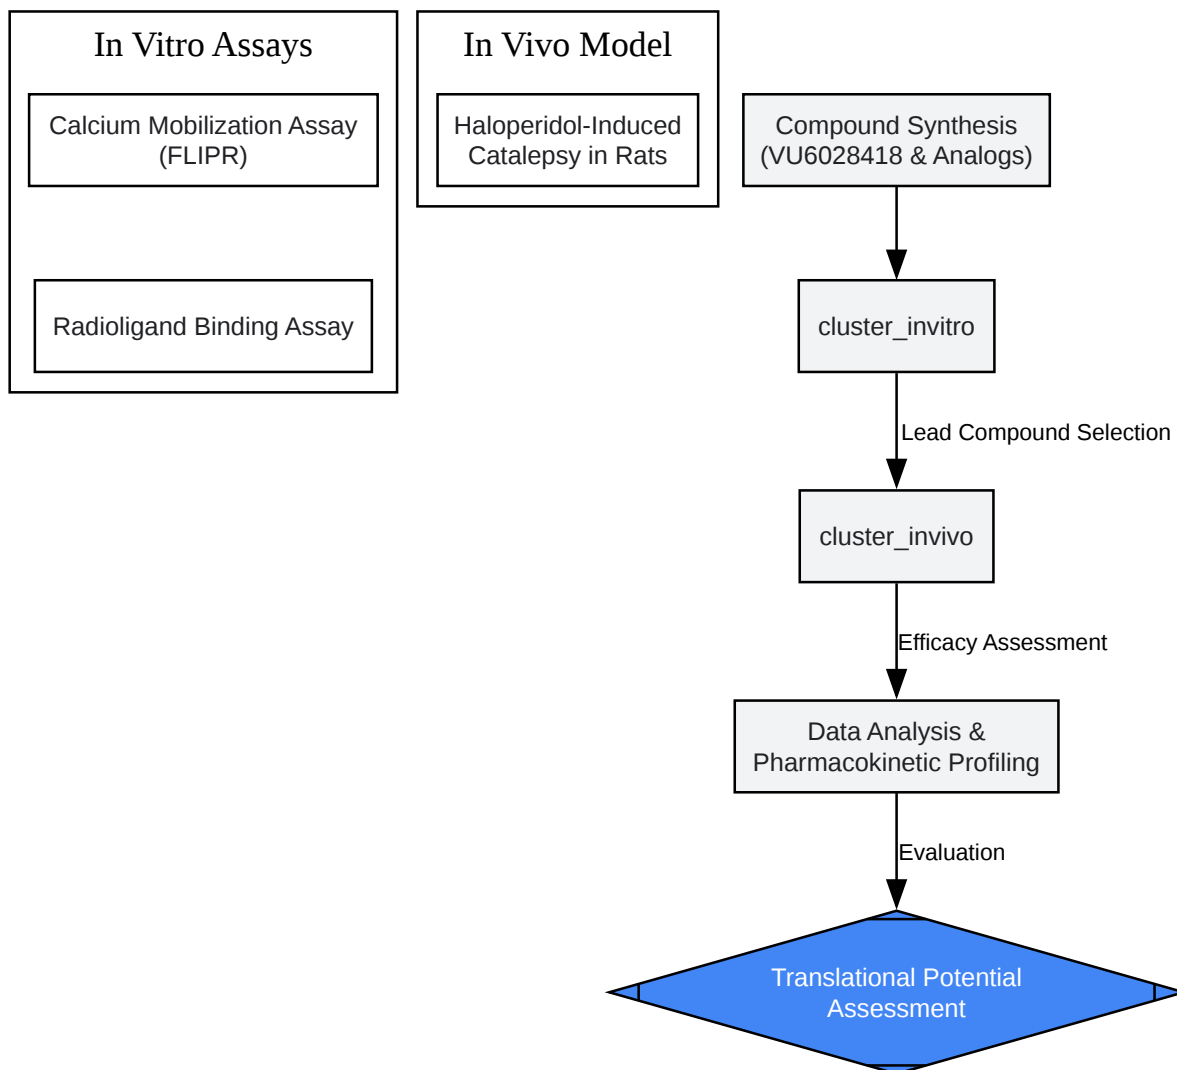 In Vitro Assays
Calcium Mobilization Assay
(FLIPR)
Radioligand Binding Assay
In Vivo Model
Haloperidol-Induced
Catalepsy in Rats
Compound Synthesis
(VU6028418 & Analogs)
cluster_invitro
Lead Compound Selection
cluster_invivo
Efficacy Assessment
Data Analysis &
Pharmacokinetic Profiling
Evaluation
Translational Potential
Assessment